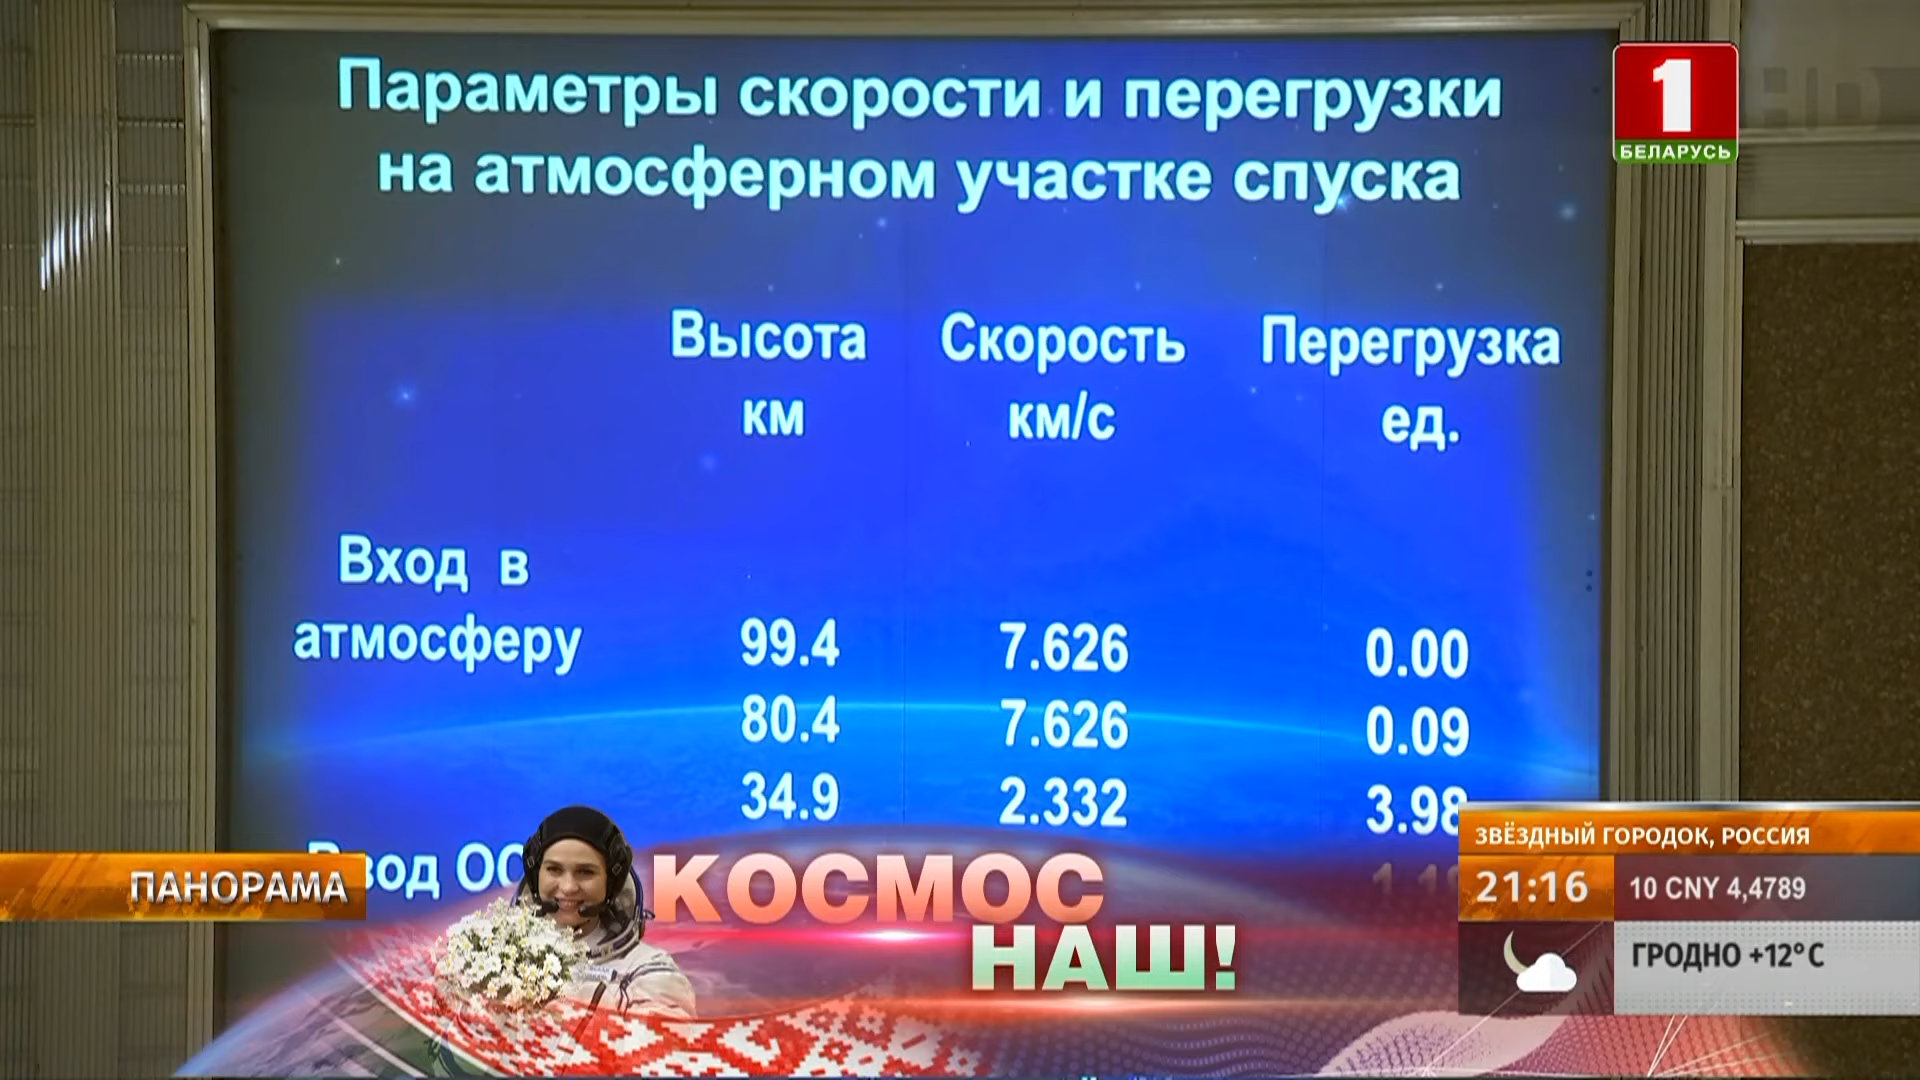 Параметры скорости и перегрузки
на атмосферном участке спуска
1
БЕЛАРУСЬ
Высота Скорость Перегрузка
км км/с ед.
Вход в
атмосферу 99.4 7.626 0.00
80.4 7.626 0.09
34.9 2.332 3.98
ПАНОРАМА
КОСМОС
НАШ!
ЗВЁЗДНЫЙ ГОРОДОК, РОССИЯ
21:16 10 CNY 4,4789
ГРОДНО +12°C